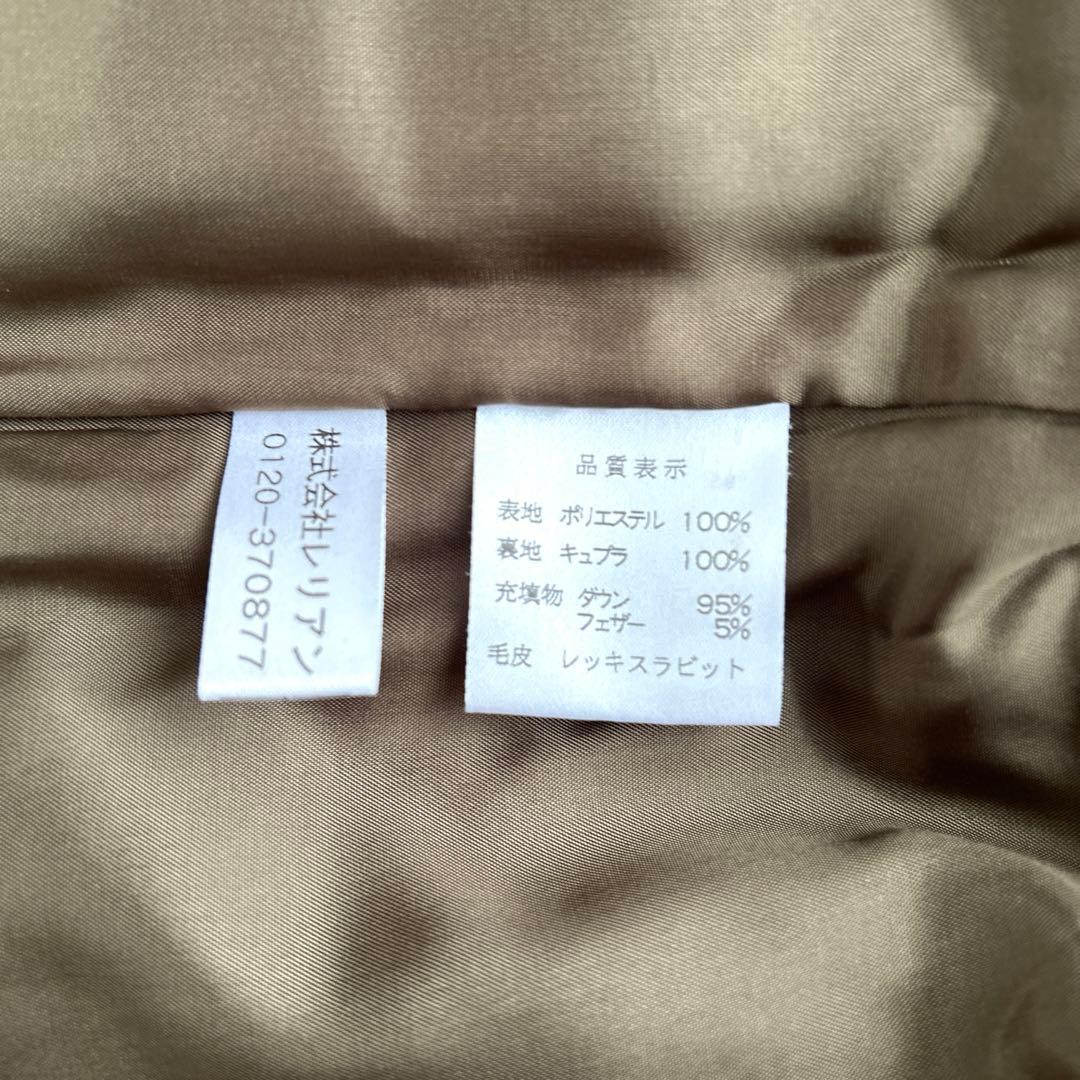 株式会社レリアン
0120-370877
品質表示
表地 ポリエステル 100%
裏地 キュプラ 100%
充填物 ダウン 95%
フェザー 5%
毛皮 レッキスラビット